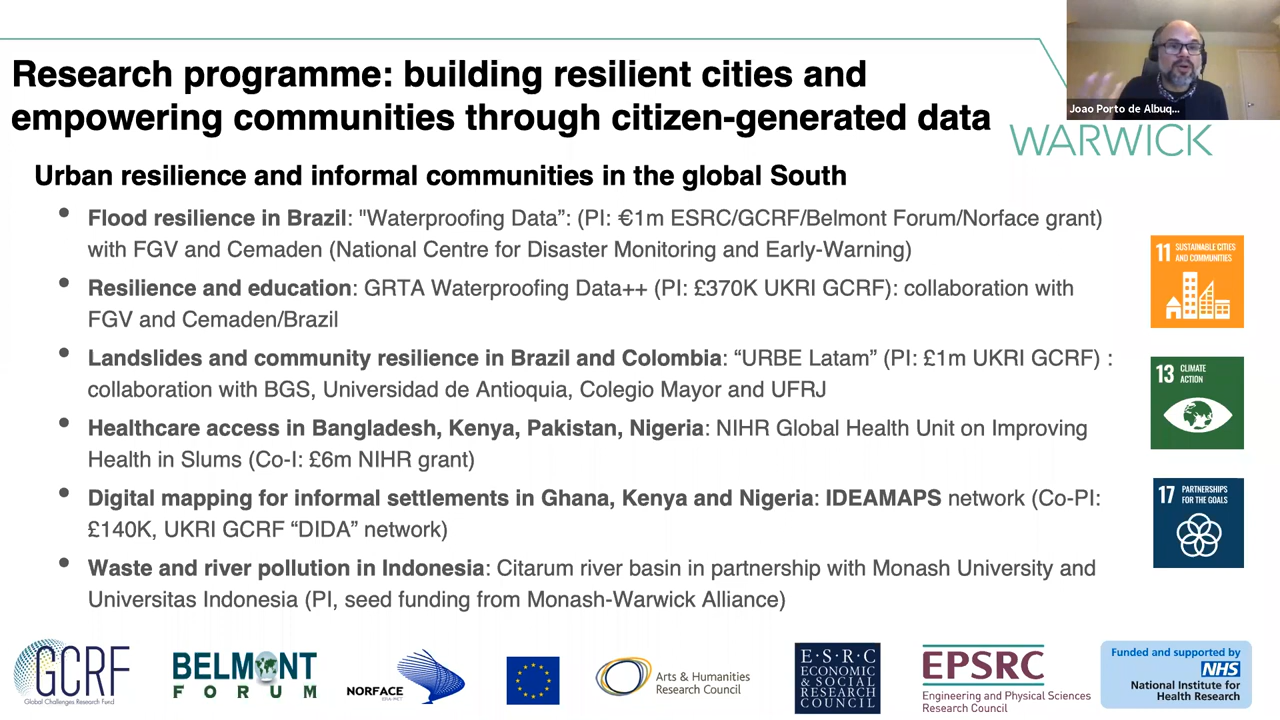 Research programme: building resilient cities and
empowering communities through citizen-generated data
Joao Porto de Albuq...
WARWICK
Urban resilience and informal communities in the global South
• Flood resilience in Brazil: "Waterproofing Data”: (PI: €1m ESRC/GCRF/Belmont Forum/Norface grant)
with FGV and Cemaden (National Centre for Disaster Monitoring and Early-Warning)
• Resilience and education: GRTA Waterproofing Data++ (PI: £370K UKRI GCRF): collaboration with
FGV and Cemaden/Brazil
• Landslides and community resilience in Brazil and Colombia: “URBE Latam” (PI: £1m UKRI GCRF) :
collaboration with BGS, Universidad de Antioquia, Colegio Mayor and UFRJ
• Healthcare access in Bangladesh, Kenya, Pakistan, Nigeria: NIHR Global Health Unit on Improving
Health in Slums (Co-I: £6m NIHR grant)
• Digital mapping for informal settlements in Ghana, Kenya and Nigeria: IDEAMAPS network (Co-PI:
£140K, UKRI GCRF “DIDA” network)
• Waste and river pollution in Indonesia: Citarum river basin in partnership with Monash University and
Universitas Indonesia (PI, seed funding from Monash-Warwick Alliance)
11 SUSTAINABLE CITIES
AND COMMUNITIES
13 CLIMATE
ACTION
17 PARTNERSHIPS
FOR THE GOALS
GCRF
Global Challenges Research Fund
BELMONT
FORUM
NORFACE
Arts & Humanities
Research Council
E·S·R·C
ECONOMIC
& SOCIAL
RESEARCH
COUNCIL
EPSRC
Engineering and Physical Sciences
Research Council
Funded and supported by
NHS
National Institute for
Health Research